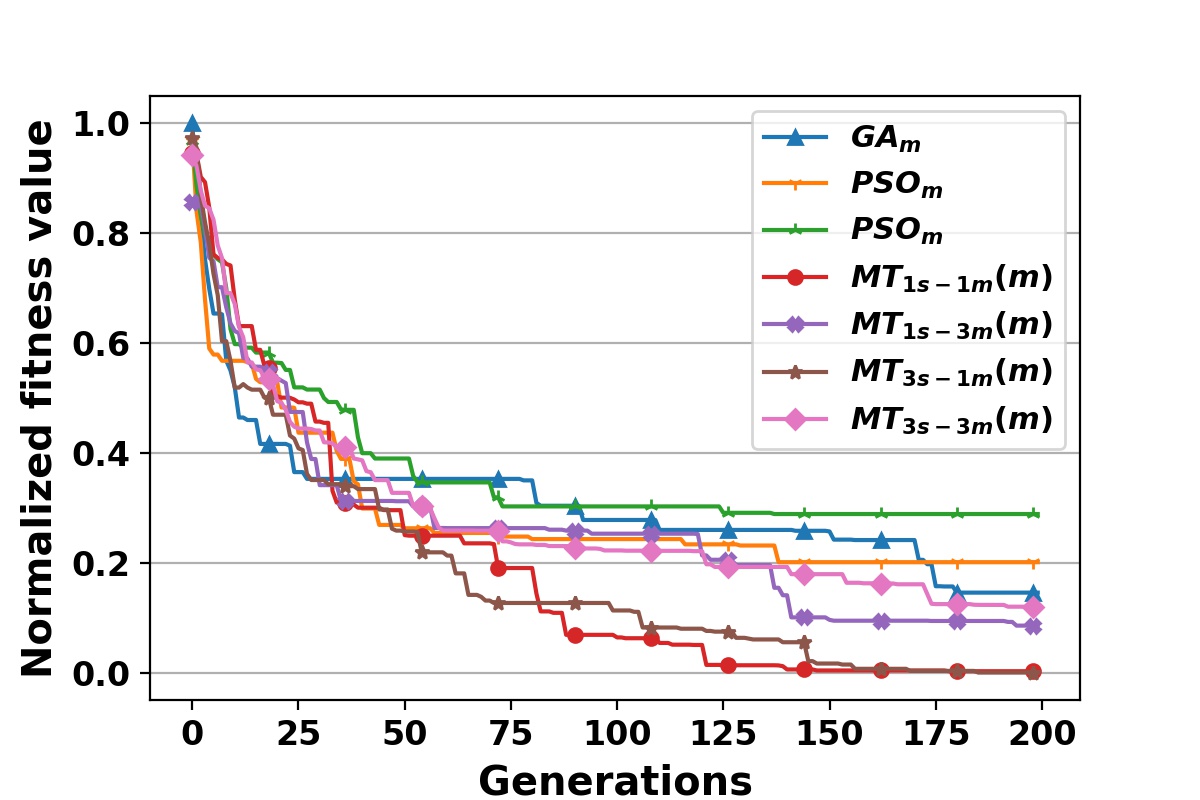 Normalized fitness value
1.0
0.8
0.6
0.4
0.2
0.0
GAm
PSOm
PSOm
MT1s−1m(m)
MT1s−3m(m)
MT3s−1m(m)
MT3s−3m(m)
0 25 50 75 100 125 150 175 200
Generations